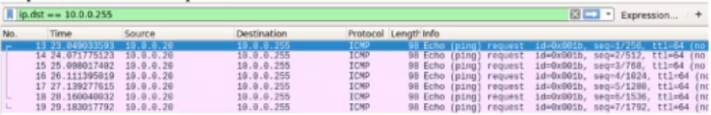 ip.dst == 10.0.0.255 Expression... +
No. Time Source Destination Protocol Length Info
13 23.049033593 10.0.0.20 10.0.0.255 ICMP 98 Echo (ping) request id=0x001b, seq=1/256, ttl=64 (no
14 24.071775123 10.0.0.20 10.0.0.255 ICMP 98 Echo (ping) request id=0x001b, seq=2/512, ttl=64 (no
15 25.098017492 10.0.0.20 10.0.0.255 ICMP 98 Echo (ping) request id=0x001b, seq=3/768, ttl=64 (no
16 26.111395019 10.0.0.20 10.0.0.255 ICMP 98 Echo (ping) request id=0x001b, seq=4/1024, ttl=64 (nc
17 27.139277615 10.0.0.20 10.0.0.255 ICMP 98 Echo (ping) request id=0x001b, seq=5/1280, ttl=64 (nc
18 28.160040032 10.0.0.20 10.0.0.255 ICMP 98 Echo (ping) request id=0x001b, seq=6/1536, ttl=64 (nc
19 29.183017792 10.0.0.20 10.0.0.255 ICMP 98 Echo (ping) request id=0x001b, seq=7/1792, ttl=64 (nc